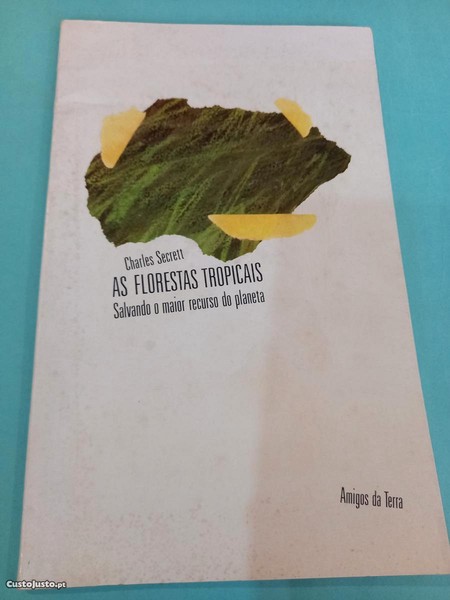 Charles Secrett
AS FLORESTAS TROPICAIS
Salvando o maior recurso do planeta
Amigos da Terra
CustoJusto.pt